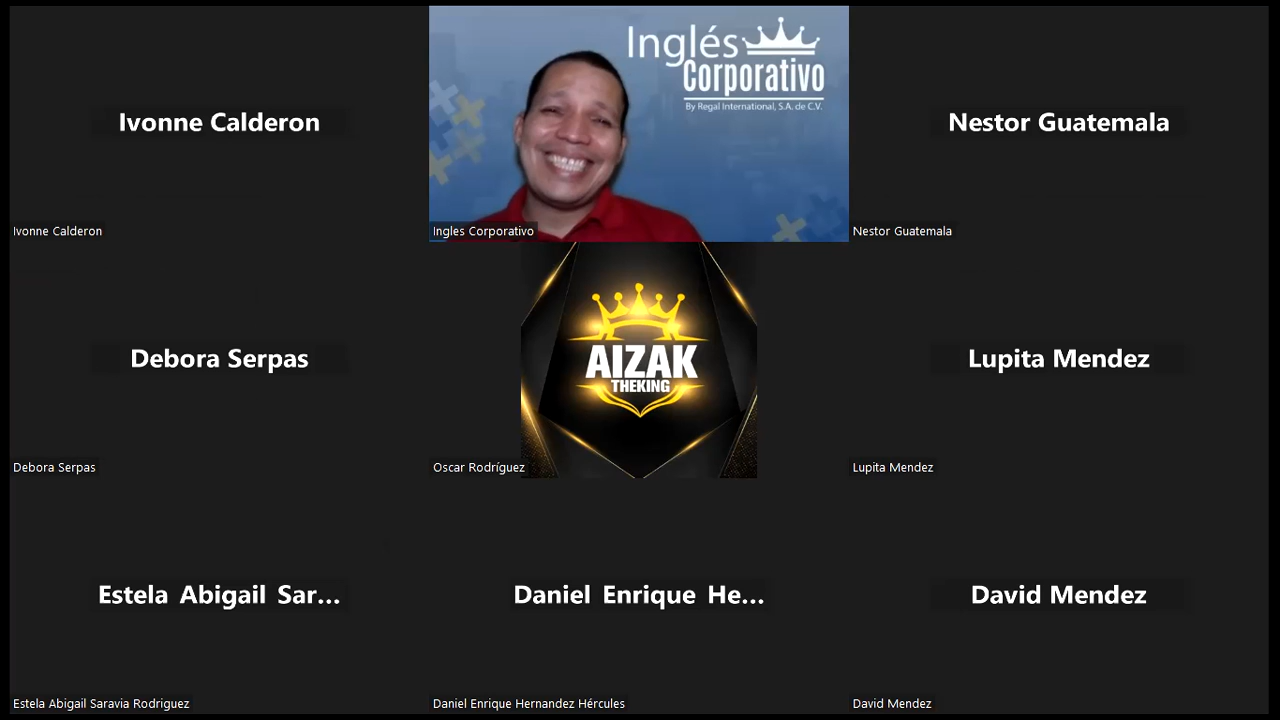 Ivonne Calderon
Ivonne Calderon
Inglés
Corporativo
By Regal International, S.A. de C.V.
Ingles Corporativo
Nestor Guatemala
Nestor Guatemala
Debora Serpas
Debora Serpas
AIZAK
THEKING
Oscar Rodríguez
Lupita Mendez
Lupita Mendez
Estela Abigail Sar...
Estela Abigail Saravia Rodriguez
Daniel Enrique He...
Daniel Enrique Hernandez Hércules
David Mendez
David Mendez